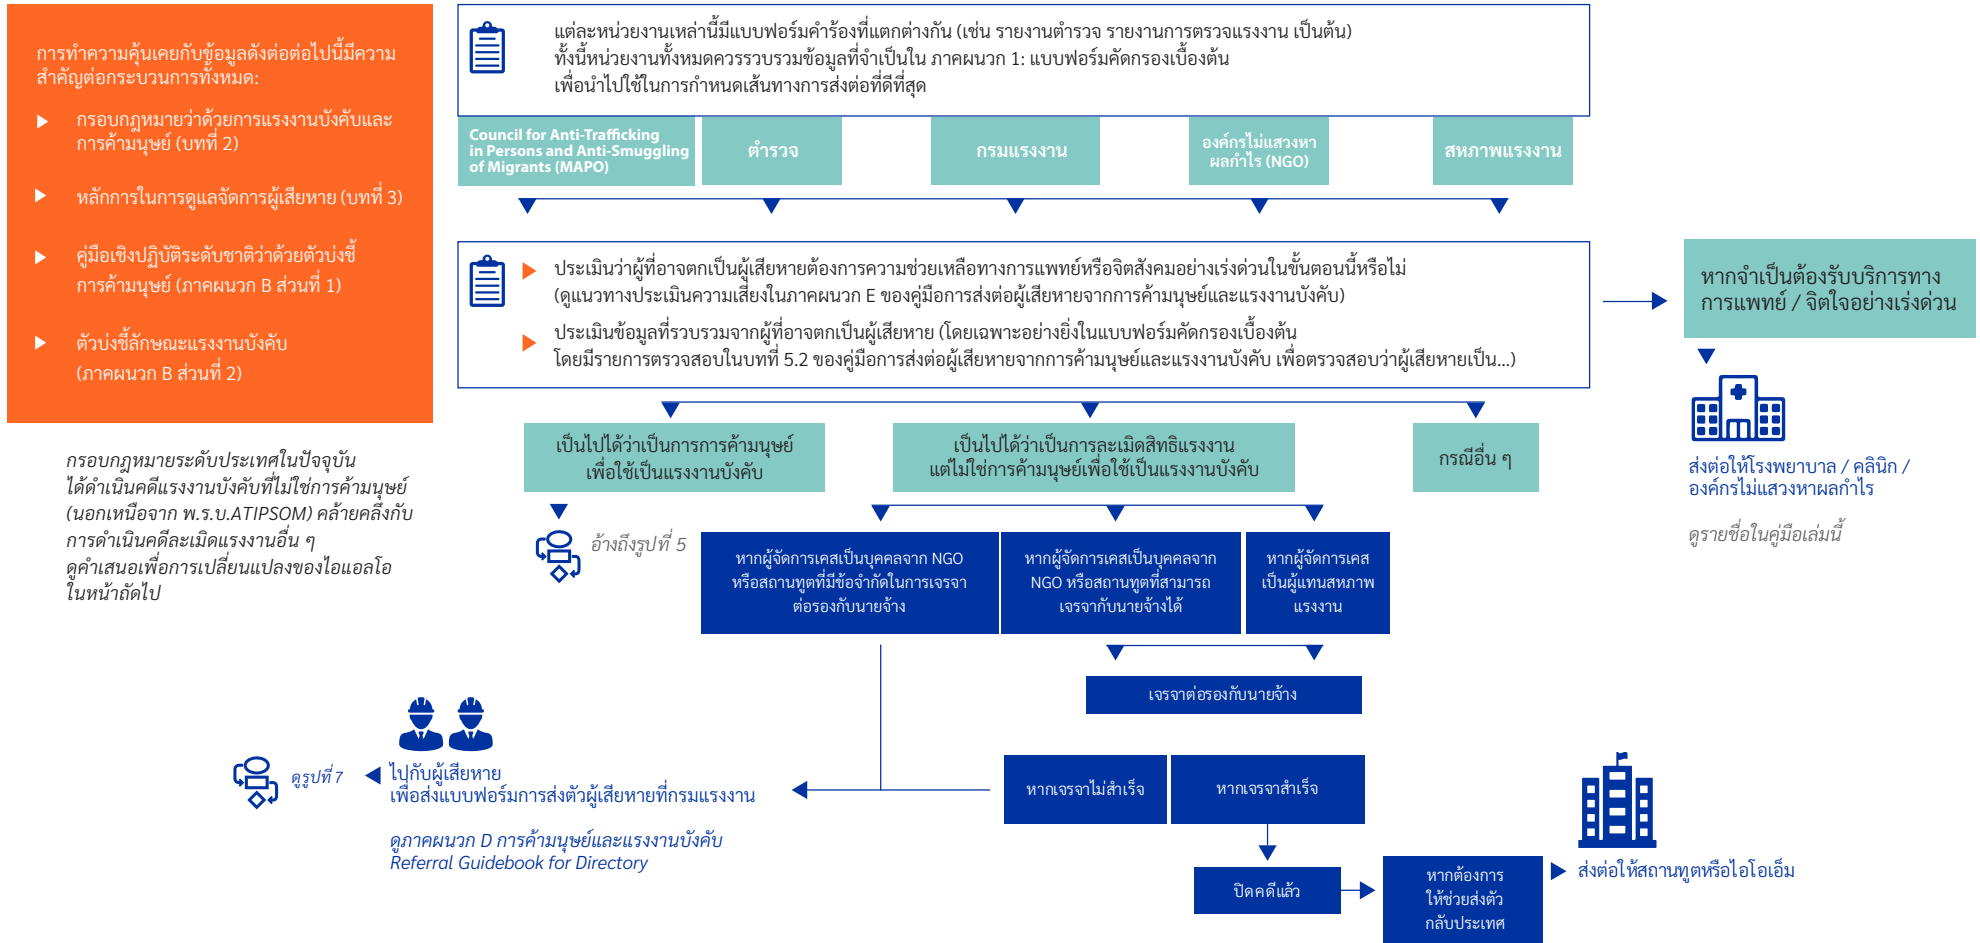 การทำความคุ้นเคยกับข้อมูลดังต่อต่อไปนี้มีความ
สำคัญต่อกระบวนการทั้งหมด:
กรอบกฎหมายว่าด้วยการแรงงานบังคับและ
การค้ามนุษย์ (บทที่ 2)
หลักการในการดูแลจัดการผู้เสียหาย (บทที่ 3)
คู่มือเชิงปฏิบัติระดับชาติว่าด้วยตัวบ่งชี้
การค้ามนุษย์ (ภาคผนวก B ส่วนที่ 1)
ตัวบ่งชี้ลักษณะแรงงานบังคับ
(ภาคผนวก B ส่วนที่ 2)
กรอบกฎหมายระดับประเทศในปัจจุบัน
ได้ดำเนินคดีแรงงานบังคับที่ไม่ใช่การค้ามนุษย์
(นอกเหนือจาก พ.ร.บ.ATIPSOM) คล้ายคลึงกับ
การดำเนินคดีละเมิดแรงงานอื่น ๆ
ดูคำเสนอเพื่อการเปลี่ยนแปลงของไอแอลโอ
ในหน้าถัดไป
แต่ละหน่วยงานเหล่านี้มีแบบฟอร์มคำร้องที่แตกต่างกัน (เช่น รายงานตำรวจ รายงานการตรวจแรงงาน เป็นต้น)
ทั้งนี้หน่วยงานทั้งหมดควรรวบรวมข้อมูลที่จำเป็นใน ภาคผนวก 1: แบบฟอร์มคัดกรองเบื้องต้น
เพื่อนำไปใช้ในการกำหนดเส้นทางการส่งต่อที่ดีที่สุด
Council for Anti-Trafficking
in Persons and Anti-Smuggling
of Migrants (MAPO)
ตำรวจ
กรมแรงงาน
องค์กรไม่แสวงหา
ผลกำไร (NGO)
สหภาพแรงงาน
ประเมินว่าผู้ที่อาจตกเป็นผู้เสียหายต้องการความช่วยเหลือทางการแพทย์หรือจิตสังคมอย่างเร่งด่วนในขั้นตอนนี้หรือไม่
(ดูแนวทางประเมินความเสี่ยงในภาคผนวก E ของคู่มือการส่งต่อผู้เสียหายจากการค้ามนุษย์และแรงงานบังคับ)
ประเมินข้อมูลที่รวบรวมจากผู้ที่อาจตกเป็นผู้เสียหาย (โดยเฉพาะอย่างยิ่งในแบบฟอร์มคัดกรองเบื้องต้น
โดยมีรายการตรวจสอบในบทที่ 5.2 ของคู่มือการส่งต่อผู้เสียหายจากการค้ามนุษย์และแรงงานบังคับ เพื่อตรวจสอบว่าผู้เสียหายเป็น...)
หากจำเป็นต้องรับบริการทาง
การแพทย์ / จิตใจอย่างเร่งด่วน
ส่งต่อให้โรงพยาบาล / คลินิก /
องค์กรไม่แสวงหาผลกำไร
ดูรายชื่อในคู่มือเล่มนี้
เป็นไปได้ว่าเป็นการการค้ามนุษย์
เพื่อใช้เป็นแรงงานบังคับ
เป็นไปได้ว่าเป็นการละเมิดสิทธิแรงงาน
แต่ไม่ใช่การค้ามนุษย์เพื่อใช้เป็นแรงงานบังคับ
กรณีอื่น ๆ
อ้างถึงรูปที่ 5
หากผู้จัดการเคสเป็นบุคคลจาก NGO
หรือสถานทูตที่มีข้อจำกัดในการเจรจา
ต่อรองกับนายจ้าง
หากผู้จัดการเคสเป็นบุคคลจาก
NGO หรือสถานทูตที่สามารถ
เจรจากับนายจ้างได้
หากผู้จัดการเคส
เป็นผู้แทนสหภาพ
แรงงาน
เจรจาต่อรองกับนายจ้าง
ดูรูปที่ 7
ไปกับผู้เสียหาย
เพื่อส่งแบบฟอร์มการส่งตัวผู้เสียหายที่กรมแรงงาน
ดูภาคผนวก D การค้ามนุษย์และแรงงานบังคับ
Referral Guidebook for Directory
หากเจรจาไม่สำเร็จ
หากเจรจาสำเร็จ
ปิดคดีแล้ว
หากต้องการ
ให้ช่วยส่งตัว
กลับประเทศ
ส่งต่อให้สถานทูตหรือไอโอเอ็ม